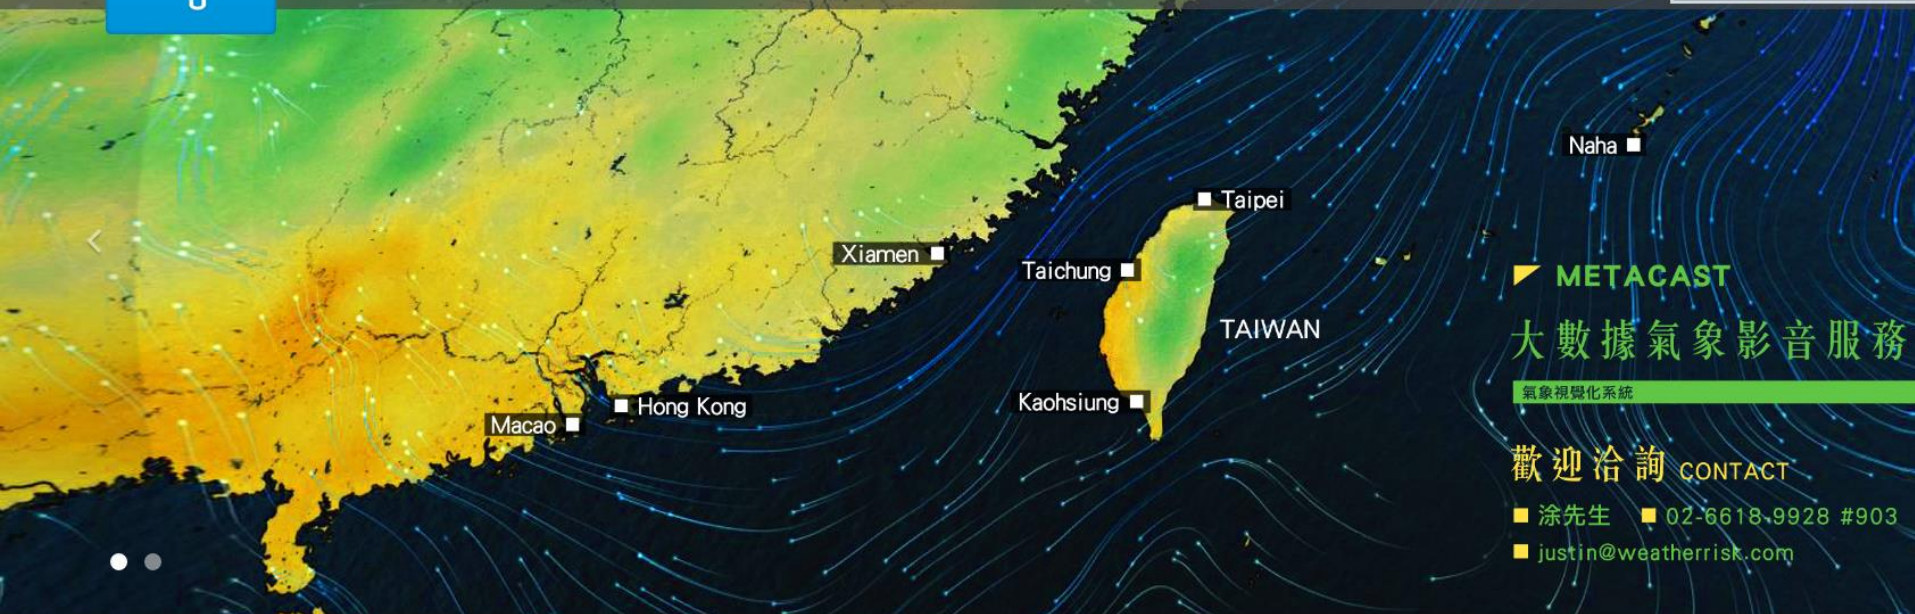 Naha
Taipei
Xiamen
Taichung
METACAST
TAIWAN
大數據氣象影音服務
氣象視覺化系統
Kaohsiung
Hong Kong
Macao
歡迎洽詢 CONTACT
涂先生 02-6618-9928 #903
justin@weatherrisk.com